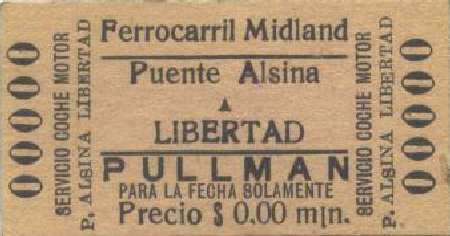 00000
SERVICIO COCHE MOTOR
P. ALSINA LIBERTAD
Ferrocarril Midland
Puente Alsina
A
LIBERTAD
PULLMAN
PARA LA FECHA SOLAMENTE
Precio $ 0,00 m|n.
SERVICIO COCHE MOTOR
P. ALSINA LIBERTAD
00000